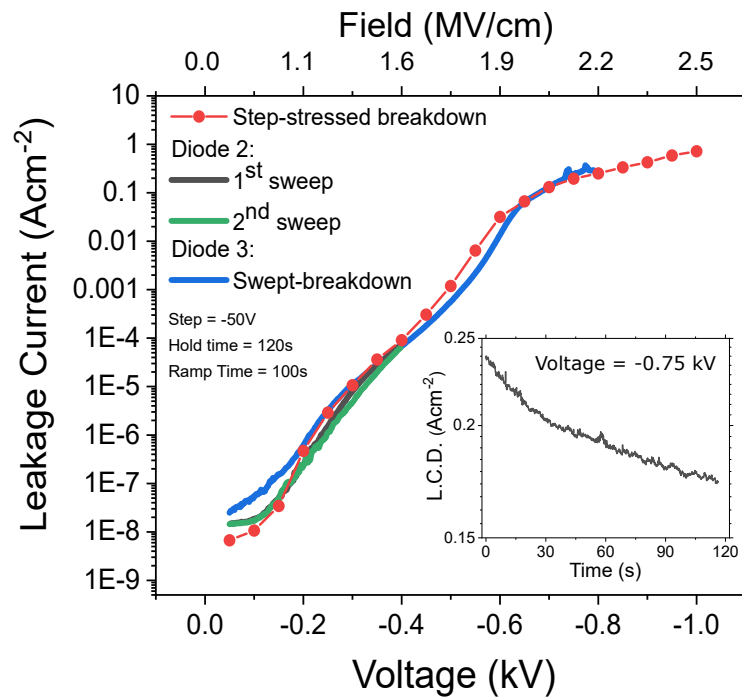 Field (MV/cm)
0.0 1.1 1.6 1.9 2.2 2.5
Leakage Current (Acm⁻²)
10
1
0.1
0.01
0.001
1E-4
1E-5
1E-6
1E-7
1E-8
1E-9
Step-stressed breakdown
Diode 2:
1st sweep
2nd sweep
Diode 3:
Swept-breakdown
Step = -50V
Hold time = 120s
Ramp Time = 100s
Voltage = -0.75 kV
L.C.D. (Acm⁻²)
0.25
0.2
0.15
0 30 60 90 120
Time (s)
0.0 -0.2 -0.4 -0.6 -0.8 -1.0
Voltage (kV)